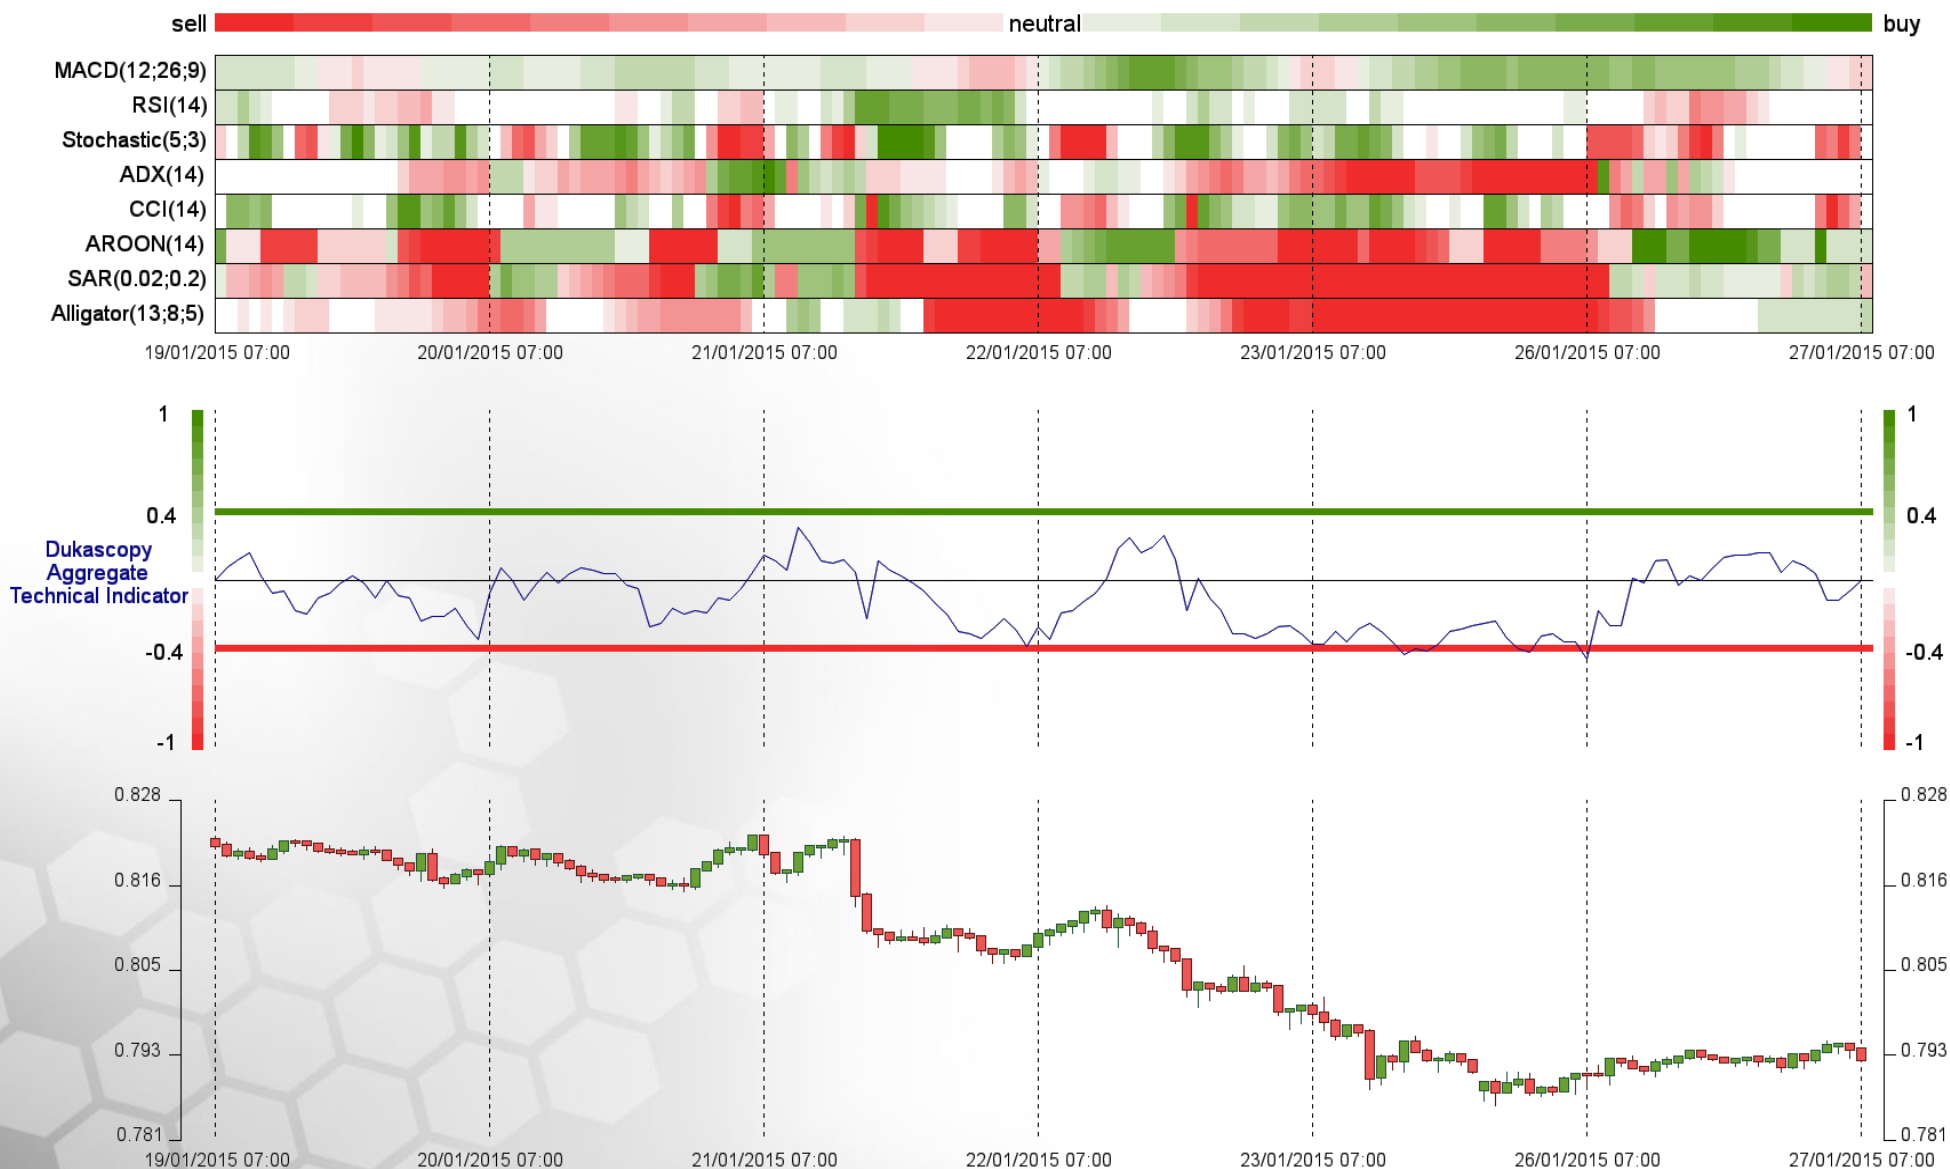 sell neutral buy
MACD(12;26;9)
RSI(14)
Stochastic(5;3)
ADX(14)
CCI(14)
AROON(14)
SAR(0.02;0.2)
Alligator(13;8;5)
19/01/2015 07:00 20/01/2015 07:00 21/01/2015 07:00 22/01/2015 07:00 23/01/2015 07:00 26/01/2015 07:00 27/01/2015 07:00
1 1
0.4 0.4
Dukascopy
Aggregate
Technical Indicator
-0.4 -0.4
-1 -1
0.828 0.828
0.816 0.816
0.805 0.805
0.793 0.793
0.781 0.781
19/01/2015 07:00 20/01/2015 07:00 21/01/2015 07:00 22/01/2015 07:00 23/01/2015 07:00 26/01/2015 07:00 27/01/2015 07:00